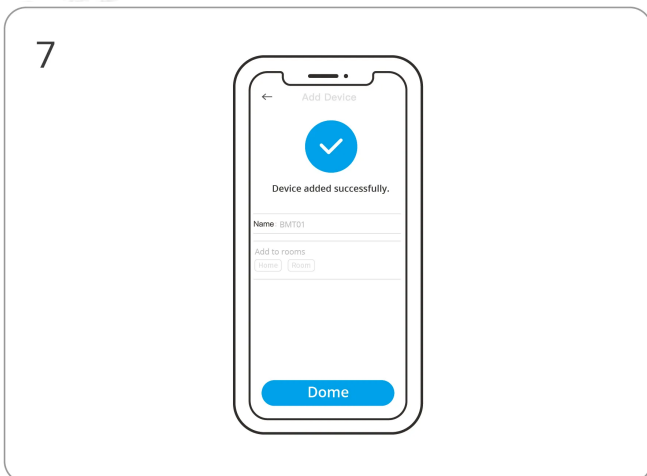 7
Add Device
Device added successfully.
Name BMT01
Add to rooms
Home Room
Dome